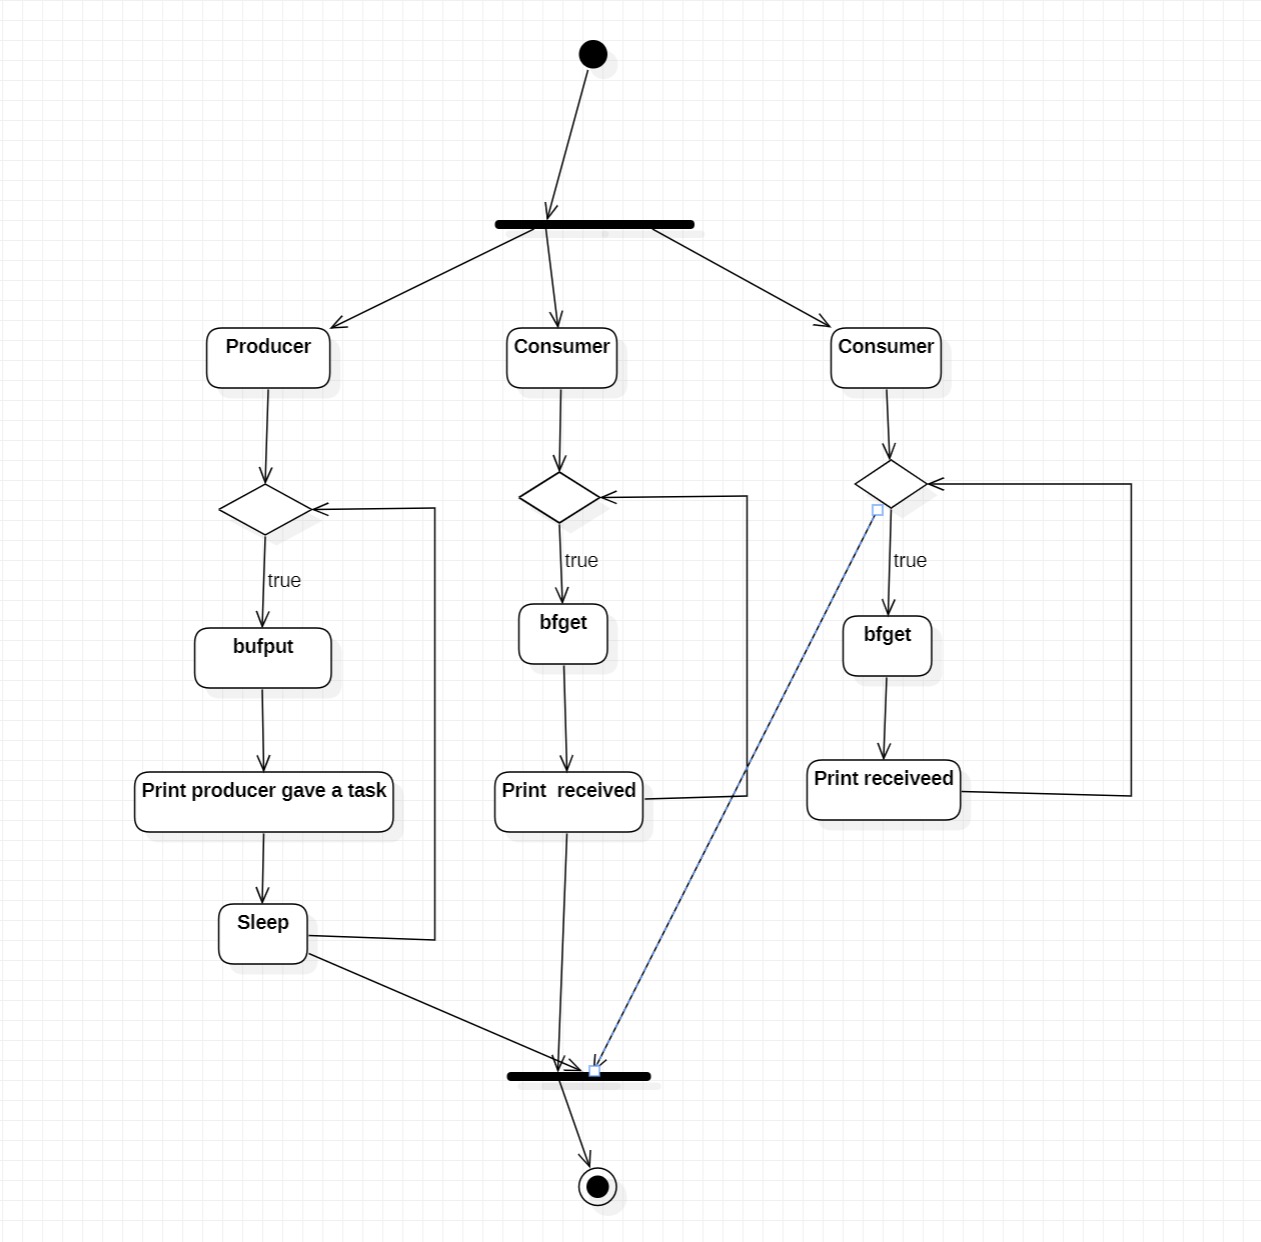 Producer
Consumer
Consumer
true
true
true
bufput
bfget
bfget
Print producer gave a task
Print  received
Print receiveed
Sleep